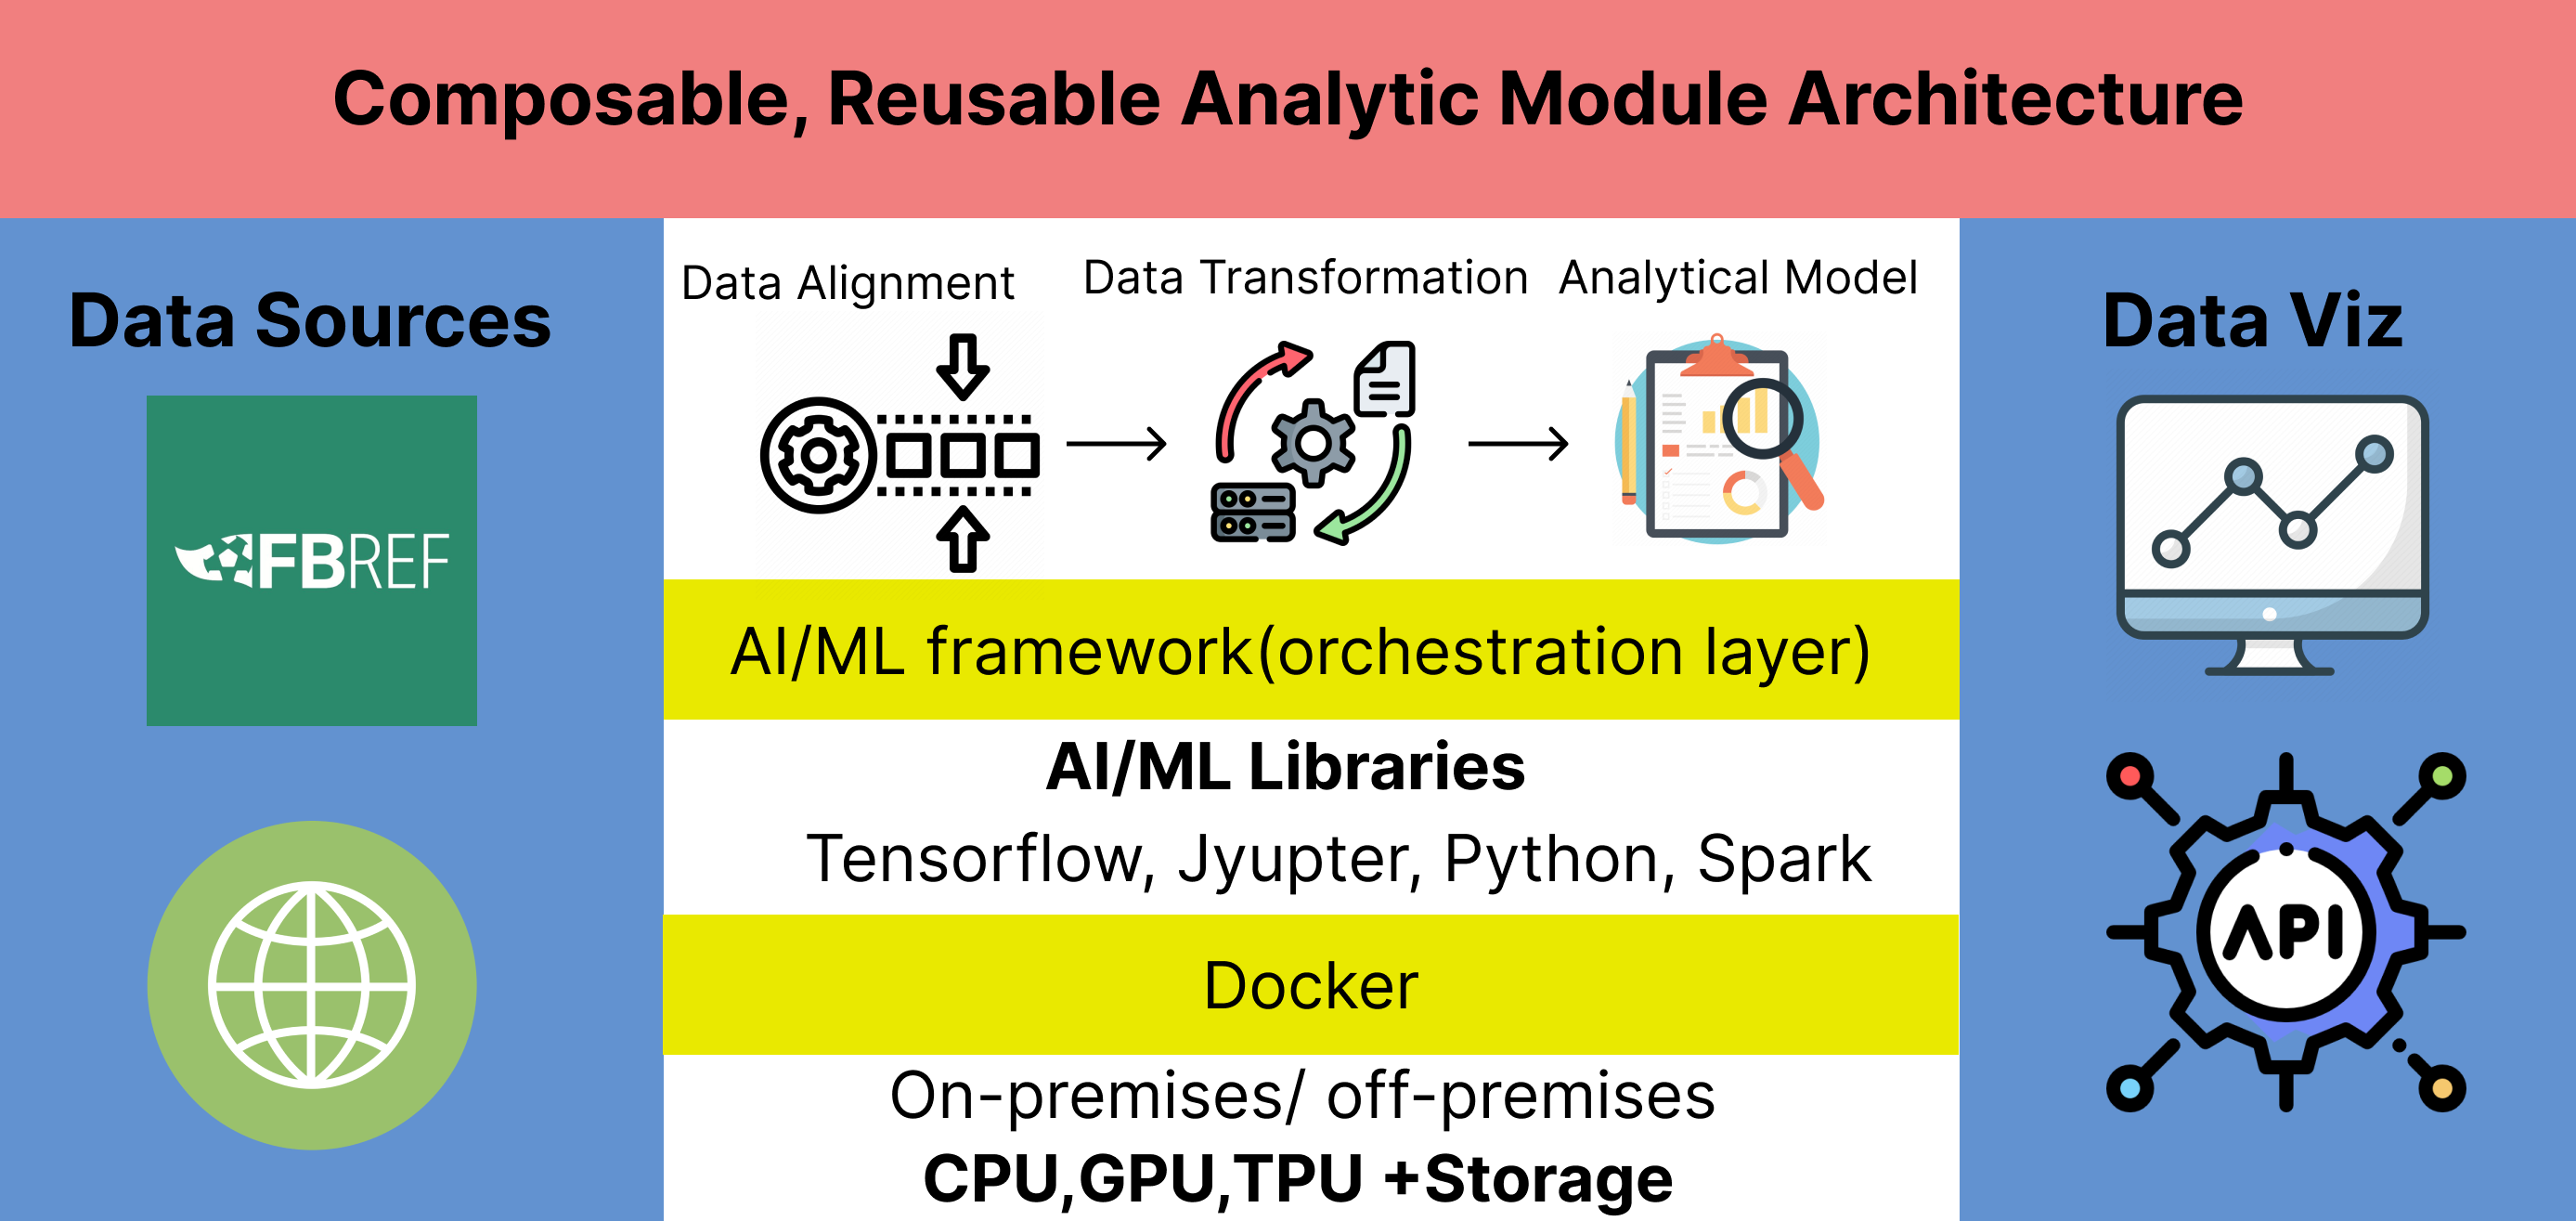 Composable, Reusable Analytic Module Architecture
Data Sources
FBREF
Data Alignment
Data Transformation
Analytical Model
AI/ML framework(orchestration layer)
AI/ML Libraries
Tensorflow, Jyupter, Python, Spark
Docker
On-premises/ off-premises
CPU,GPU,TPU +Storage
Data Viz
API